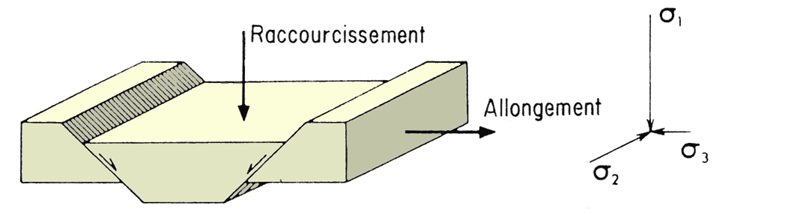 Raccourcissement
Allongement
σ₁
σ₂
σ₃